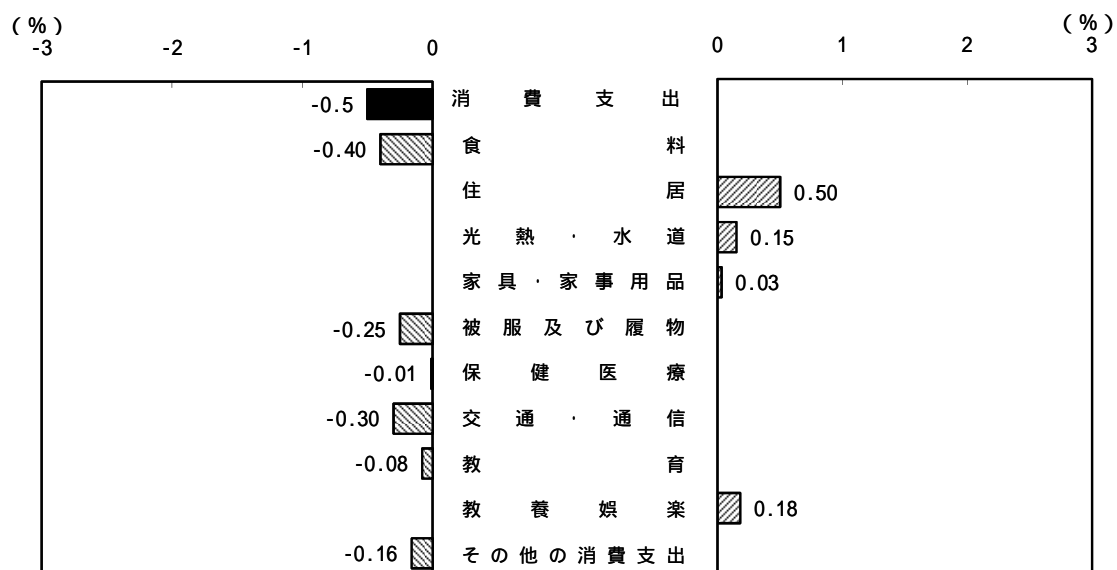 (%) (%)
-3 -2 -1 0 0 1 2 3
-0.5 消費支出
-0.40 食料
住居 0.50
光熱・水道 0.15
家具・家事用品 0.03
-0.25 被服及び履物
-0.01 保健医療
-0.30 交通・通信
-0.08 教育
教養娯楽 0.18
-0.16 その他の消費支出